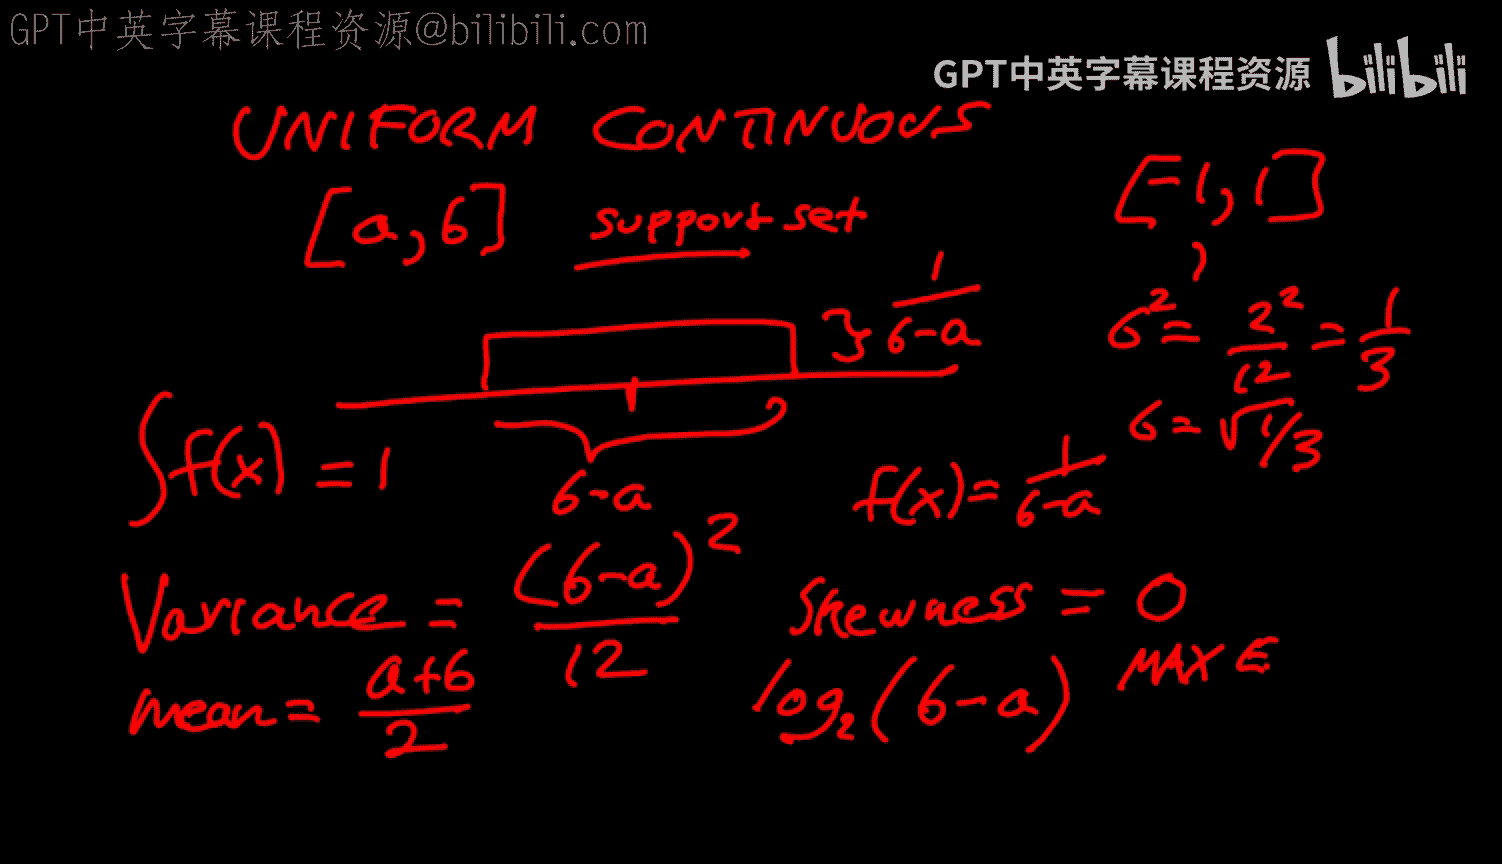 GPT中英字幕课程资源@bilibili.com
GPT中英字幕课程资源 bilibili
UNIFORM CONTINUOUS
[a,b] support set
[-1,1]
,
} 1/(b-a)
σ² = 2²/12 = 1/3
σ = √1/3
∫f(x) = 1
b-a
f(x) = 1/(b-a)
Variance = (b-a)²/12
Skewness = 0
mean = (a+b)/2
log₂(b-a)
MAX E